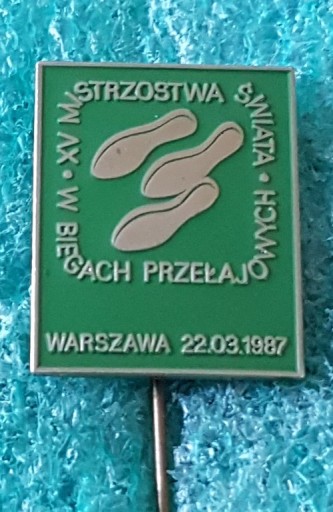 XV MISTRZOSTWA ŚWIATA •
• W BIEGACH PRZEŁAJOWYCH
WARSZAWA 22.03.1987